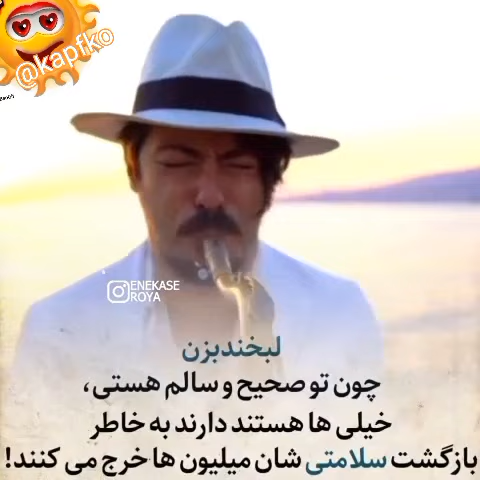 @kapfko
ENEKASE
ROYA
لبخندبزن
چون تو صحیح و سالم هستی،
خیلی ها هستند دارند به خاطر
بازگشت سلامتی شان میلیون ها خرج می کنند!